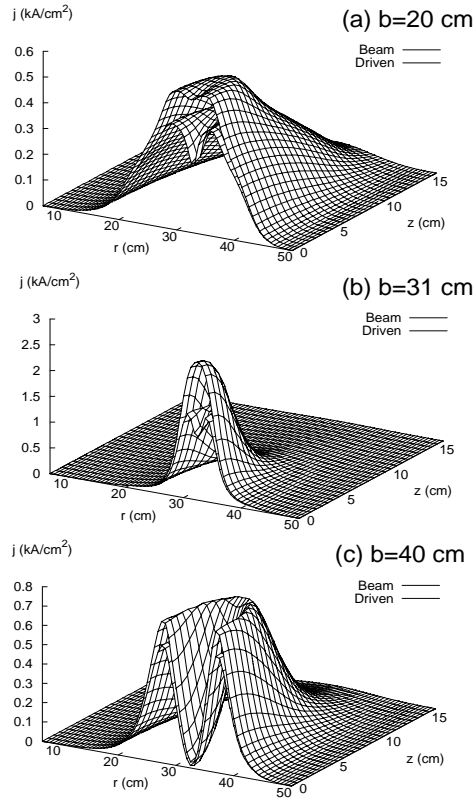 j (kA/cm²)
(a) b=20 cm
Beam
Driven
0.6
0.5
0.4
0.3
0.2
0.1
0
10
20
30
40
50
r (cm)
0
5
10
15
z (cm)
j (kA/cm²)
(b) b=31 cm
Beam
Driven
3
2.5
2
1.5
1
0.5
0
10
20
30
40
50
r (cm)
0
5
10
15
z (cm)
j (kA/cm²)
(c) b=40 cm
Beam
Driven
0.8
0.7
0.6
0.5
0.4
0.3
0.2
0.1
0
10
20
30
40
50
r (cm)
0
5
10
15
z (cm)